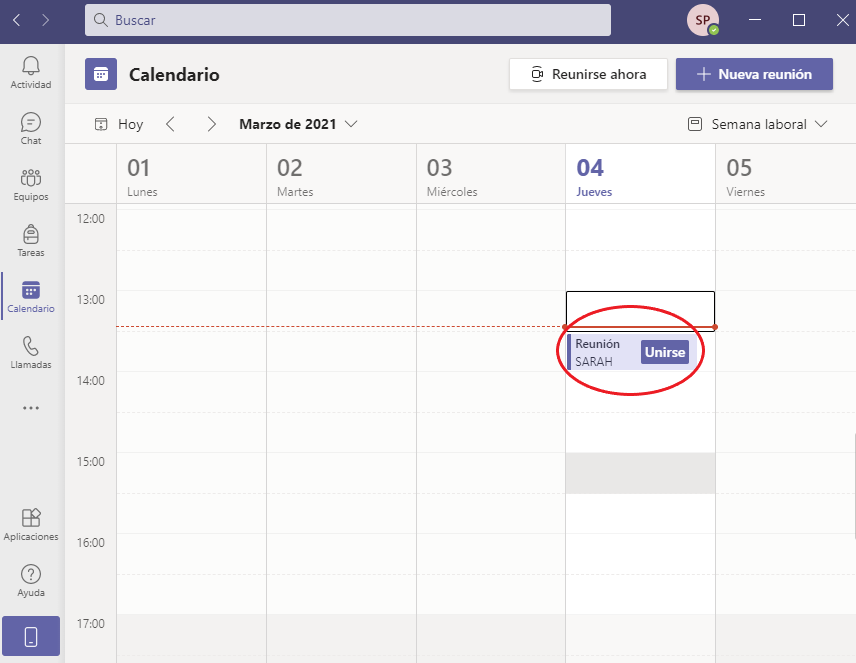 Buscar
SP
Actividad
Chat
Equipos
Tareas
Calendario
Llamadas
Aplicaciones
Ayuda
Calendario
Reunirse ahora
Nueva reunión
Hoy
Marzo de 2021
Semana laboral
01
Lunes
02
Martes
03
Miércoles
04
Jueves
05
Viernes
12:00
13:00
Reunión
SARAH
Unirse
14:00
15:00
16:00
17:00